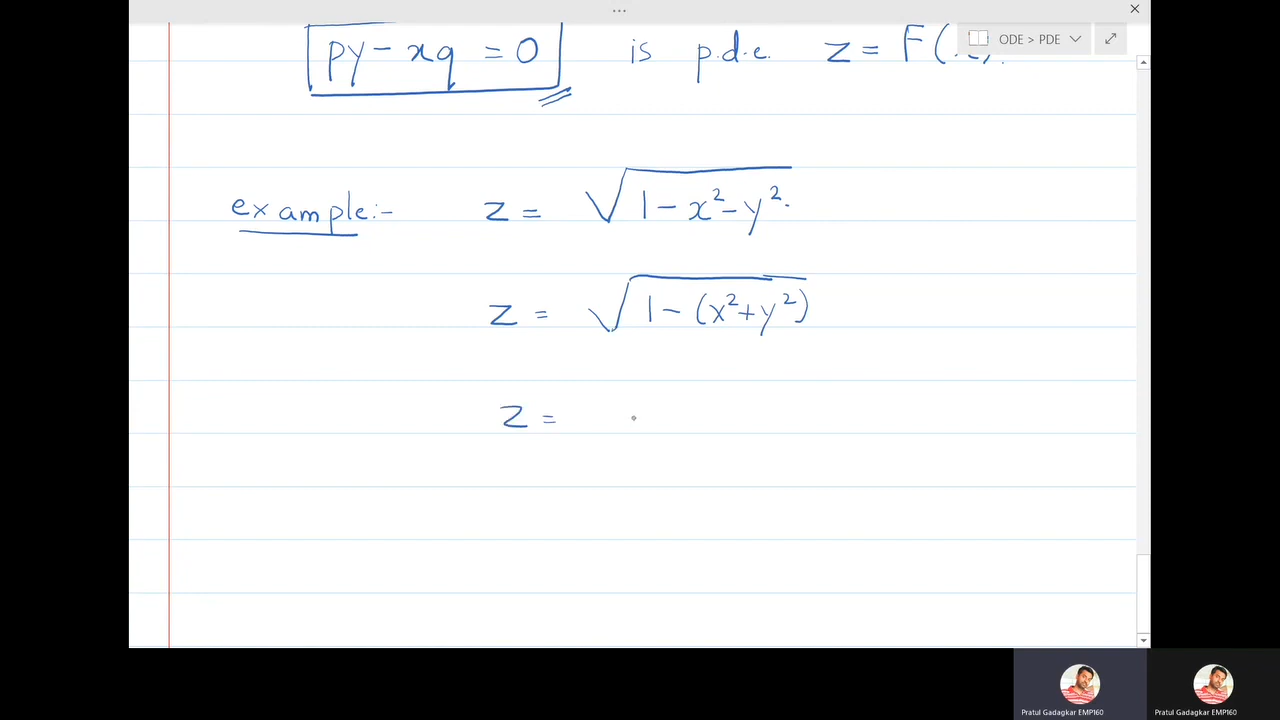 ODE > PDE
py - xq = 0 is p.d.e. z = F(
example:- z = √(1 - x² - y²)
z = √(1 - (x² + y²))
z =
Pratul Gadagkar EMP160 Pratul Gadagkar EMP160